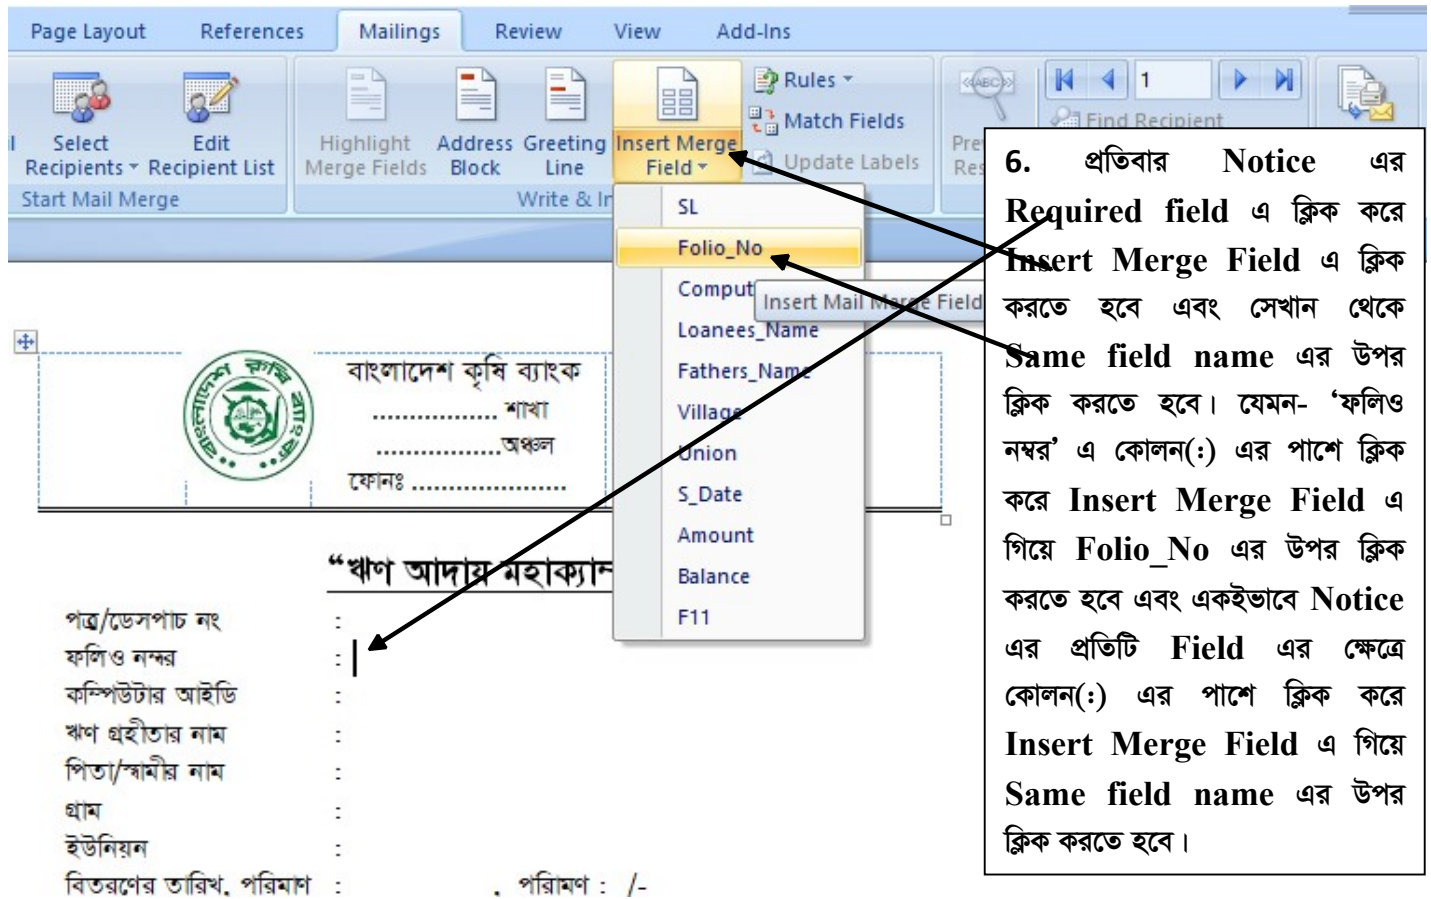 Page Layout References Mailings Review View Add-Ins
Rules
1
Match Fields
Find Recipient
Select Edit Highlight Address Greeting Insert Merge
Recipients Recipient List Merge Fields Block Line Field Update Labels
Start Mail Merge Write &
SL
Folio_No
Insert Mail Merge Field
Loanees_Name
Fathers_Name
Village
Union
S_Date
Amount
Balance
F11
বাংলাদেশ কৃষি ব্যাংক
বাংলাদেশ কৃষি ব্যাংক
................. শাখা
.................অঞ্চল
ফোনঃ .....................
“ঋণ আদায়
পত্র/ডেসপাচ নং :
ফলিও নম্বর :
কম্পিউটার আইডি :
ঋণ গ্রহীতার নাম :
পিতা/স্বামীর নাম :
গ্রাম :
ইউনিয়ন :
বিতরণের তারিখ, পরিমাণ : , পরিামণ : /-
6. প্রতিবার Notice এর
Required field এ ক্লিক করে
Insert Merge Field এ ক্লিক
করতে হবে এবং সেখান থেকে
Same field name এর উপর
ক্লিক করতে হবে। যেমন- ‘ফলিও
নম্বর’ এ কোলন(:) এর পাশে ক্লিক
করে Insert Merge Field এ
গিয়ে Folio_No এর উপর ক্লিক
করতে হবে এবং একইভাবে Notice
এর প্রতিটি Field এর ক্ষেত্রে
কোলন(:) এর পাশে ক্লিক করে
Insert Merge Field এ গিয়ে
Same field name এর উপর
ক্লিক করতে হবে।